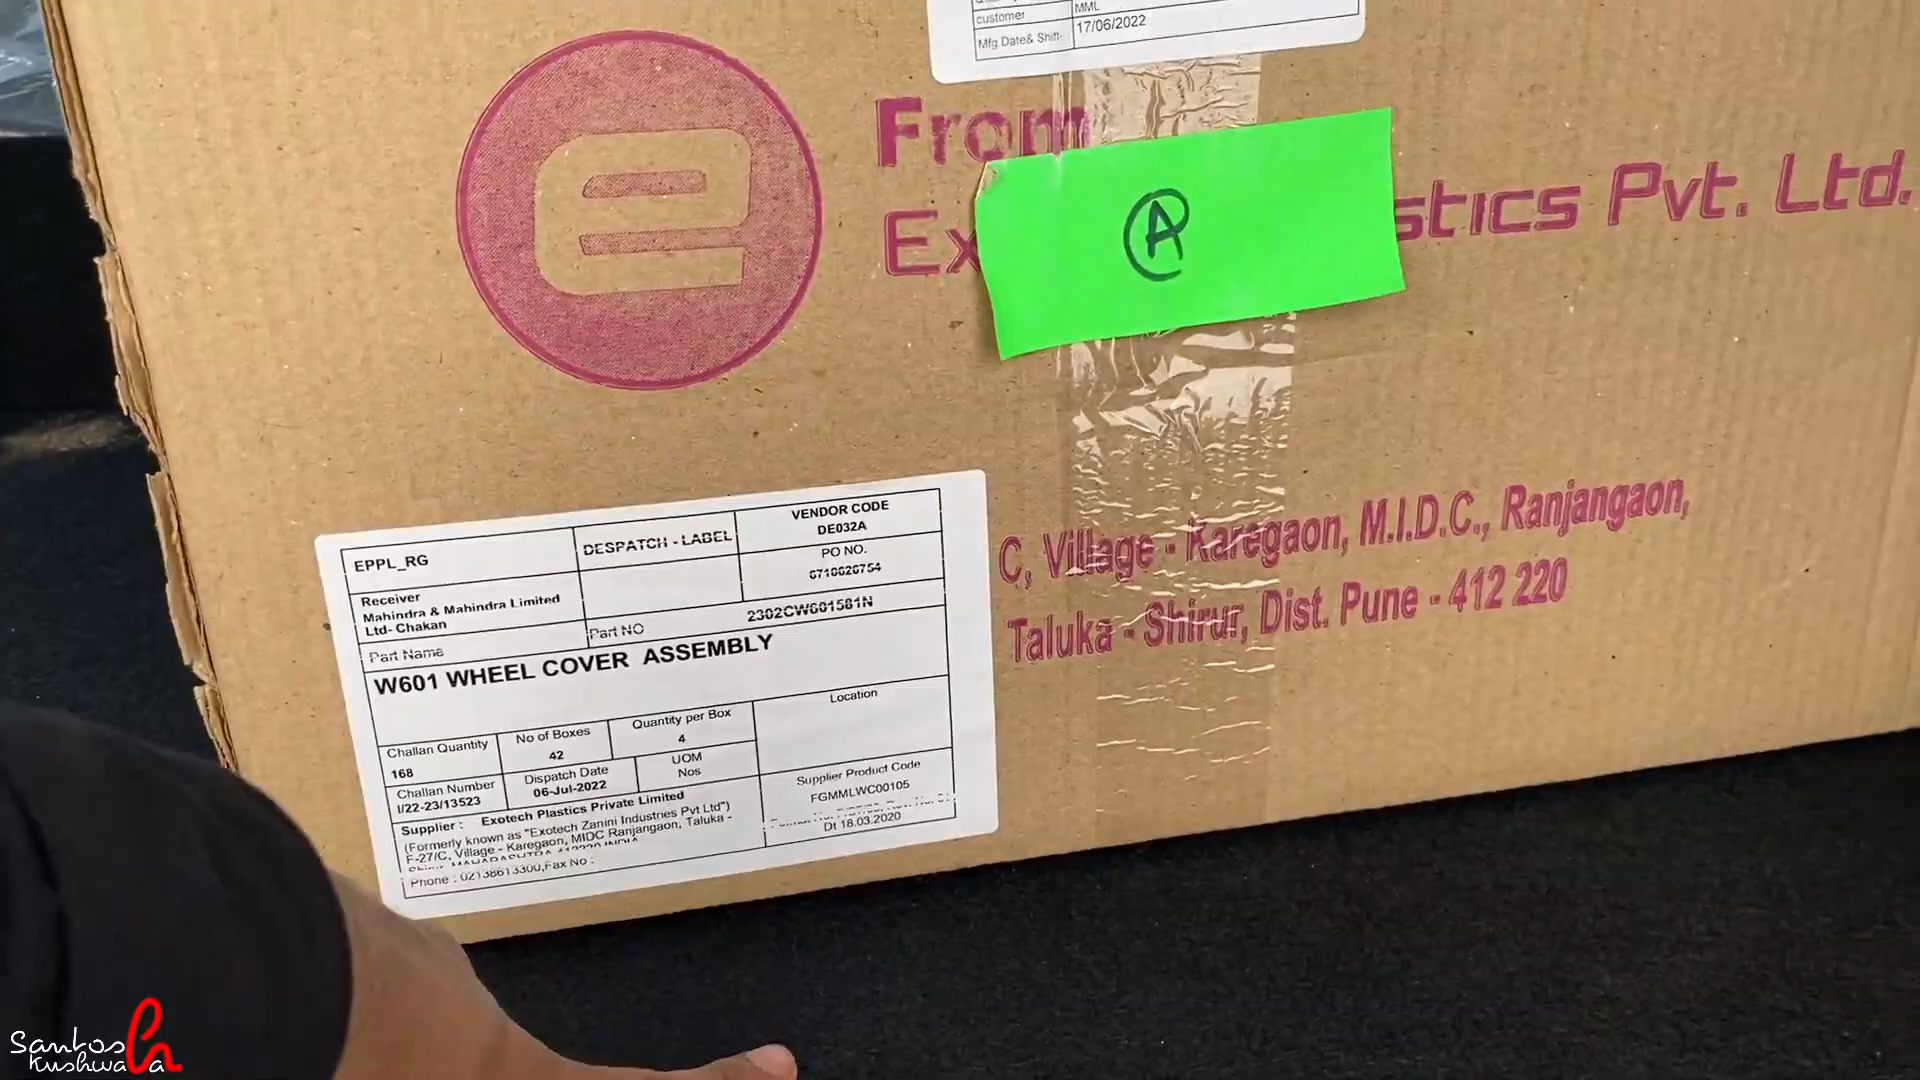 customer
MML
Mfg Date& Shift-
17/06/2022
e
From
Ex
stics Pvt. Ltd.
A
C, Village - Karegaon, M.I.D.C., Ranjangaon,
Taluka - Shirur, Dist. Pune - 412 220
EPPL_RG
DESPATCH - LABEL
VENDOR CODE
DE032A
Receiver
Mahindra & Mahindra Limited
Ltd- Chakan
PO NO.
Part Name
Part NO
2302CW601581N
W601 WHEEL COVER ASSEMBLY
Challan Quantity
168
No of Boxes
42
Quantity per Box
4
Location
Challan Number
I/22-23/13523
Dispatch Date
06-Jul-2022
UOM
Nos
Supplier Product Code
FGMMLWC00105
Dt 18.03.2020
Supplier : Exotech Plastics Private Limited
(Formerly known as "Exotech Zanini Industries Pvt Ltd")
F-27/C, Village - Karegaon, MIDC Ranjangaon, Taluka -
Phone : 02138613300,Fax No :
Santosh
Kushwaha